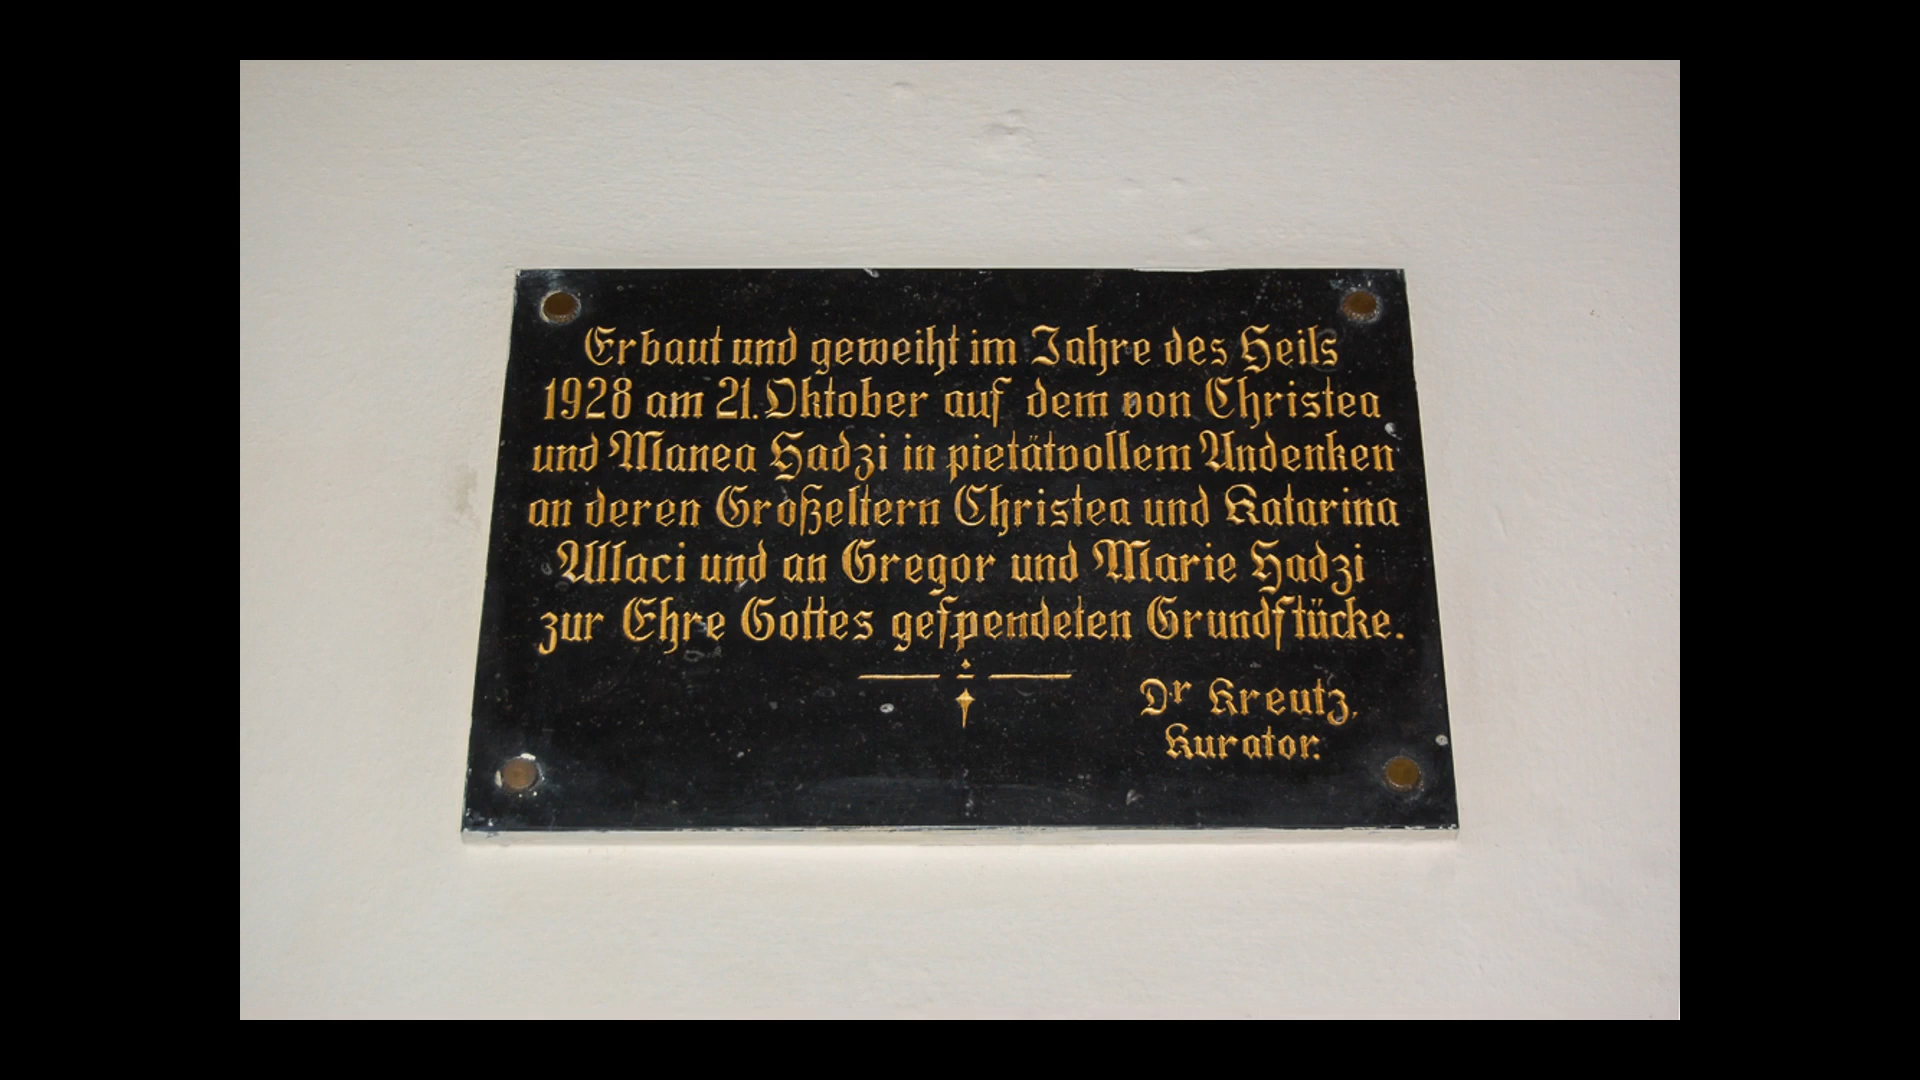 Erbaut und geweiht im Jahre des Heils
1928 am 21. Oktober auf dem von Christea
und Manea Hadzi in pietätvollem Andenken
an deren Großeltern Christea und Katarina
Allaci und an Gregor und Marie Hadzi
zur Ehre Gottes geſpendeten Grundſtücke.
Dr Kreutz,
Kurator.